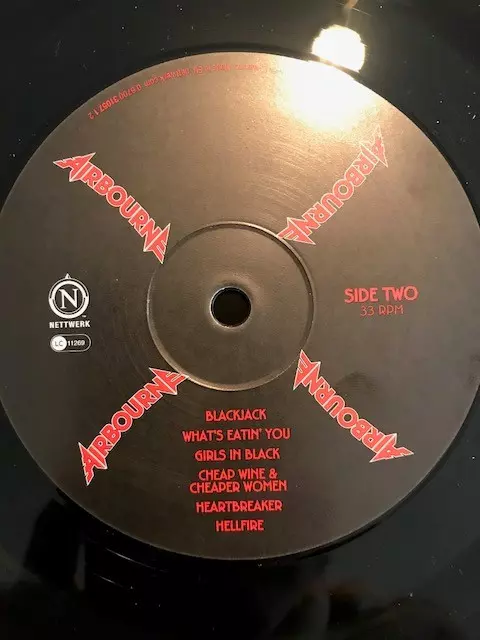 AIRBOURNE
AIRBOURNE
N
NETTWERK
LC 11269
SIDE TWO
33 RPM
AIRBOURNE
AIRBOURNE
BLACKJACK
WHAT'S EATIN' YOU
GIRLS IN BLACK
CHEAP WINE &
CHEAPER WOMEN
HEARTBREAKER
HELLFIRE